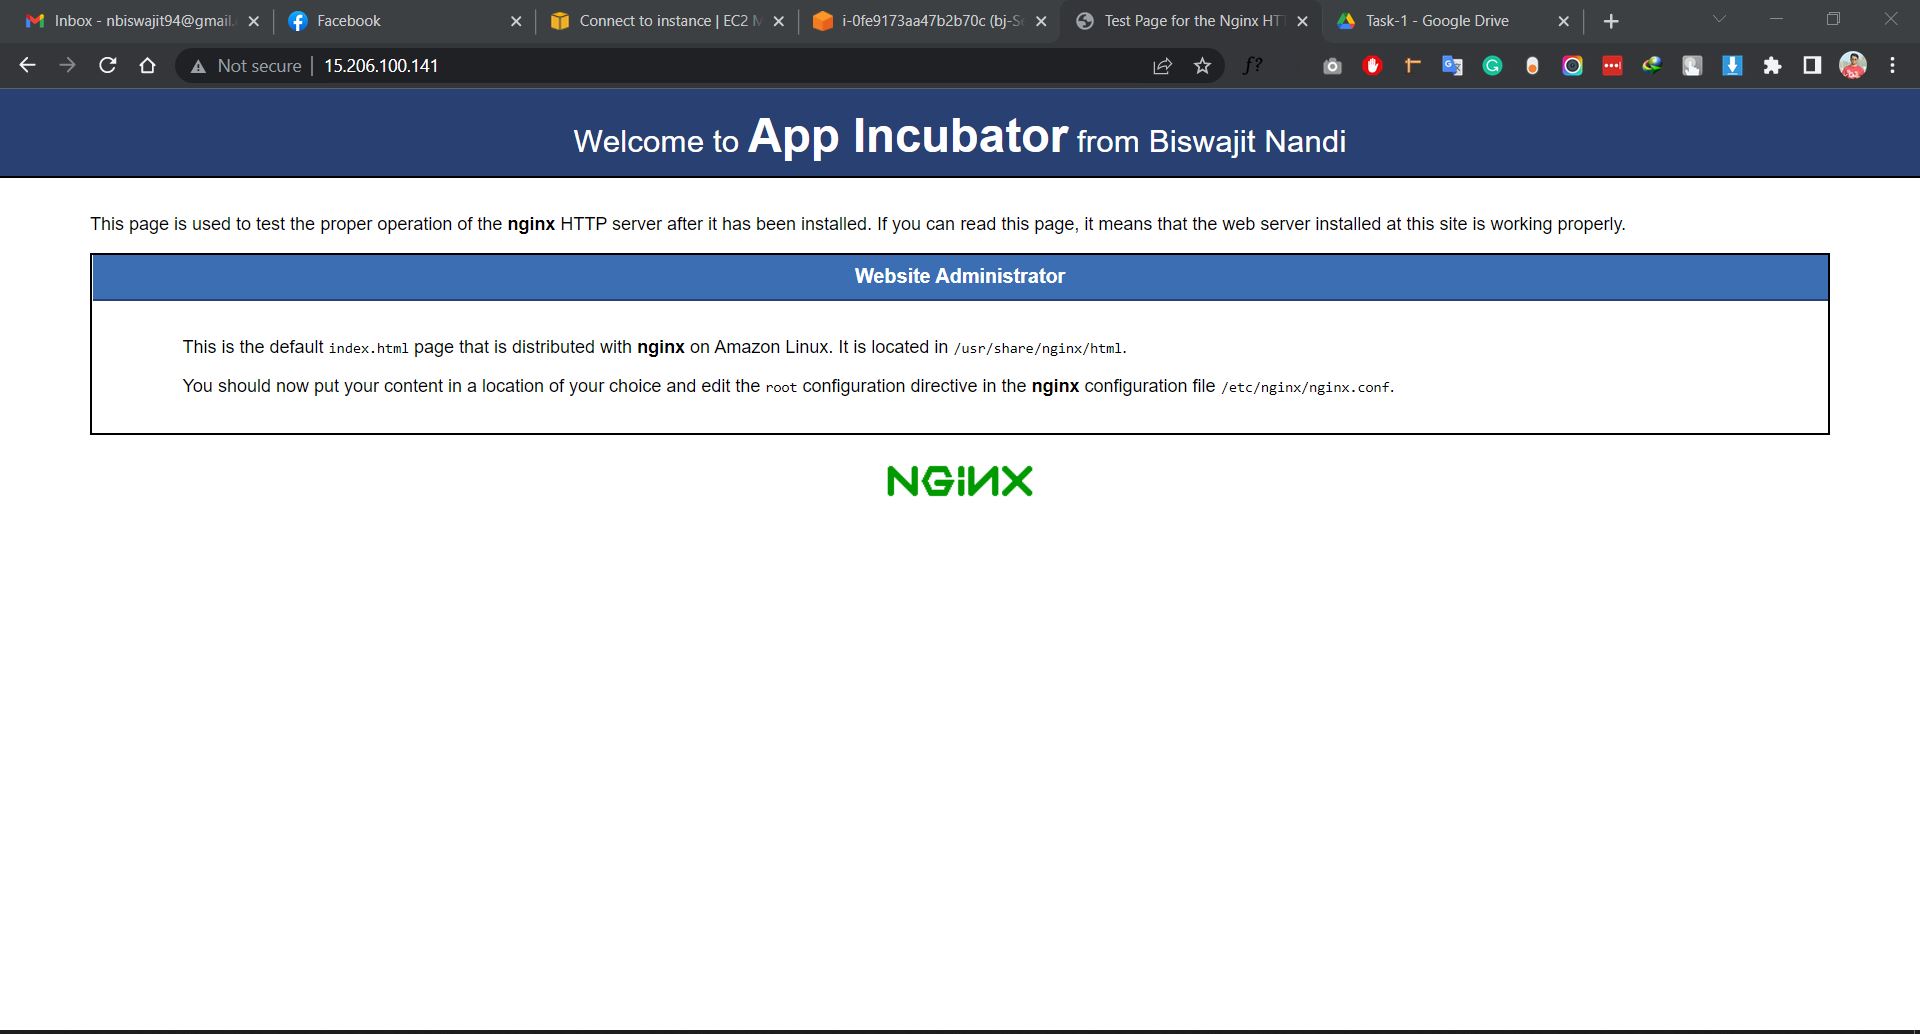 Inbox - nbiswajit94@gmail.
Facebook
Connect to instance | EC2 M
i-0fe9173aa47b2b70c (bj-Se
Test Page for the Nginx HTT
Task-1 - Google Drive
Not secure
15.206.100.141
f?
Welcome to App Incubator from Biswajit Nandi
This page is used to test the proper operation of the nginx HTTP server after it has been installed. If you can read this page, it means that the web server installed at this site is working properly.
Website Administrator
This is the default index.html page that is distributed with nginx on Amazon Linux. It is located in /usr/share/nginx/html.
You should now put your content in a location of your choice and edit the root configuration directive in the nginx configuration file /etc/nginx/nginx.conf.
NGINX